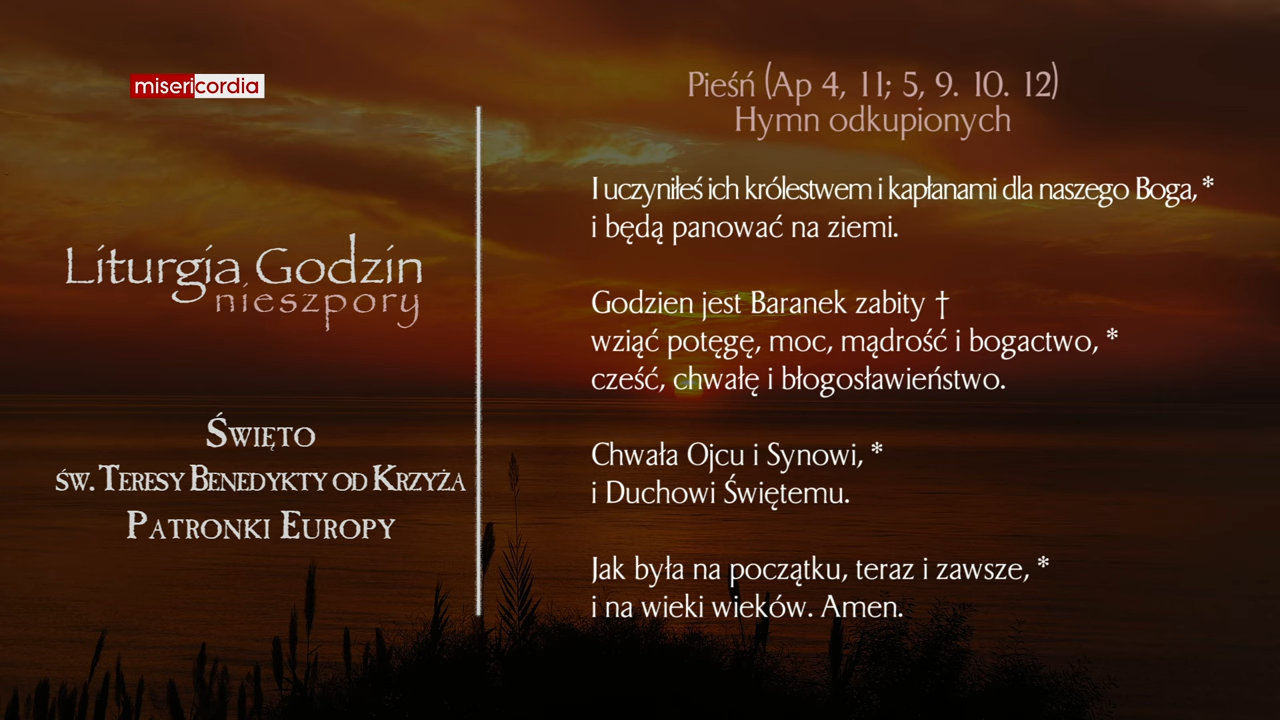 misericordia
Liturgia Godzin
nieszpory
Święto
św. Teresy Benedykty od Krzyża
Patronki Europy
Pieśń (Ap 4, 11; 5, 9. 10. 12)
Hymn odkupionych
I uczyniłeś ich królestwem i kapłanami dla naszego Boga, *
i będą panować na ziemi.
Godzien jest Baranek zabity †
wziąć potęgę, moc, mądrość i bogactwo, *
cześć, chwałę i błogosławieństwo.
Chwała Ojcu i Synowi, *
i Duchowi Świętemu.
Jak była na początku, teraz i zawsze, *
i na wieki wieków. Amen.